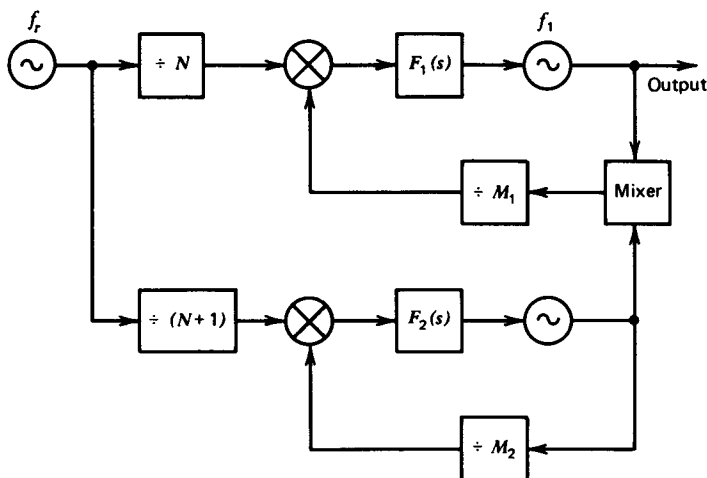 f_r
f_1
÷ N
F_1(s)
Output
÷ M_1
Mixer
÷ (N+1)
F_2(s)
÷ M_2